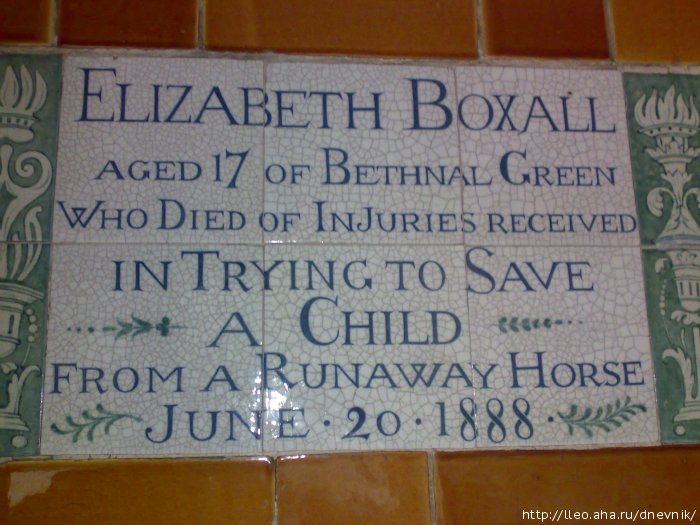 ELIZABETH BOXALL
AGED 17 OF BETHNAL GREEN
WHO DIED OF INJURIES RECEIVED
IN TRYING TO SAVE
A CHILD
FROM A RUNAWAY HORSE
JUNE · 20 · 1888 ·
http://lleo.aha.ru/dnevnik/